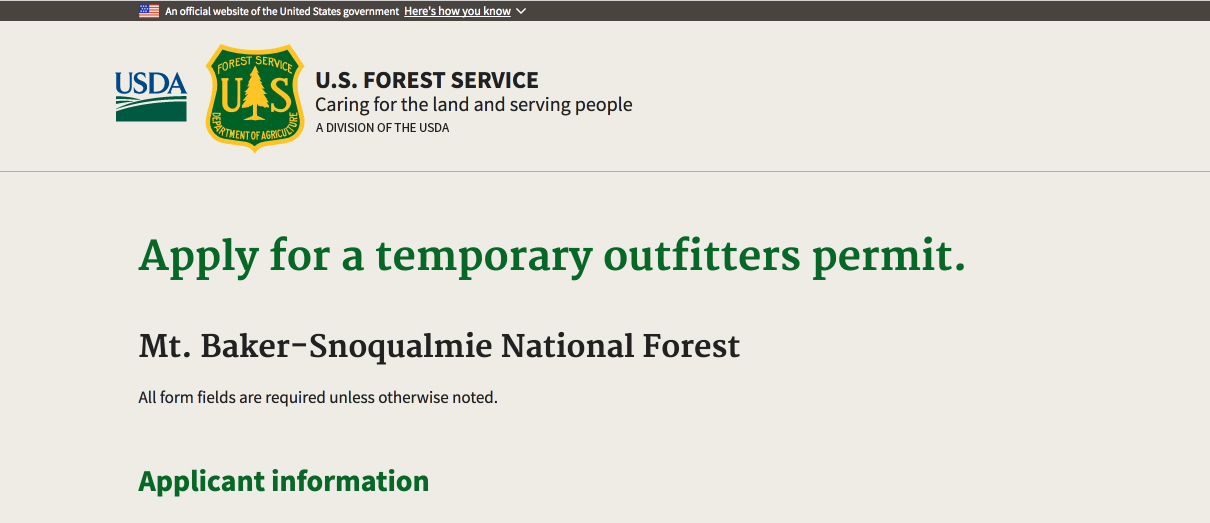 An official website of the United States government Here's how you know
USDA
FOREST SERVICE
U S
DEPARTMENT OF AGRICULTURE
U.S. FOREST SERVICE
Caring for the land and serving people
A DIVISION OF THE USDA
Apply for a temporary outfitters permit.
Mt. Baker-Snoqualmie National Forest
All form fields are required unless otherwise noted.
Applicant information